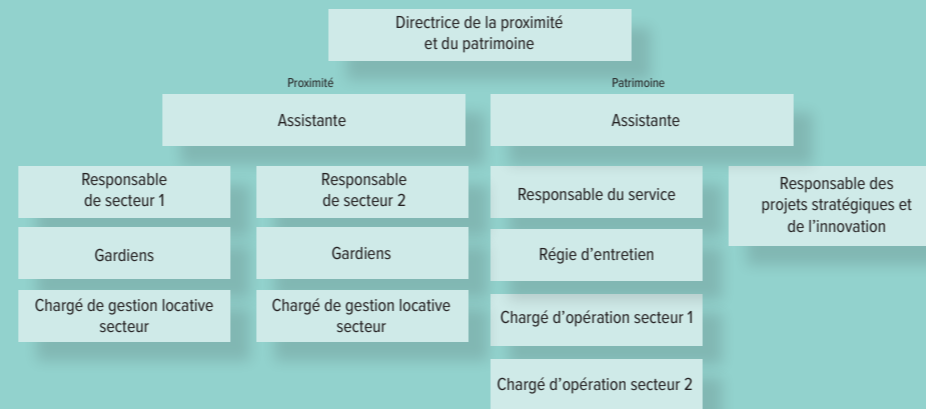 Directrice de la proximité
et du patrimoine
Proximité
Patrimoine
Assistante
Assistante
Responsable
de secteur 1
Gardiens
Chargé de gestion locative
secteur
Responsable
de secteur 2
Gardiens
Chargé de gestion locative
secteur
Responsable du service
Régie d'entretien
Chargé d'opération secteur 1
Chargé d'opération secteur 2
Responsable des
projets stratégiques et
de l'innovation